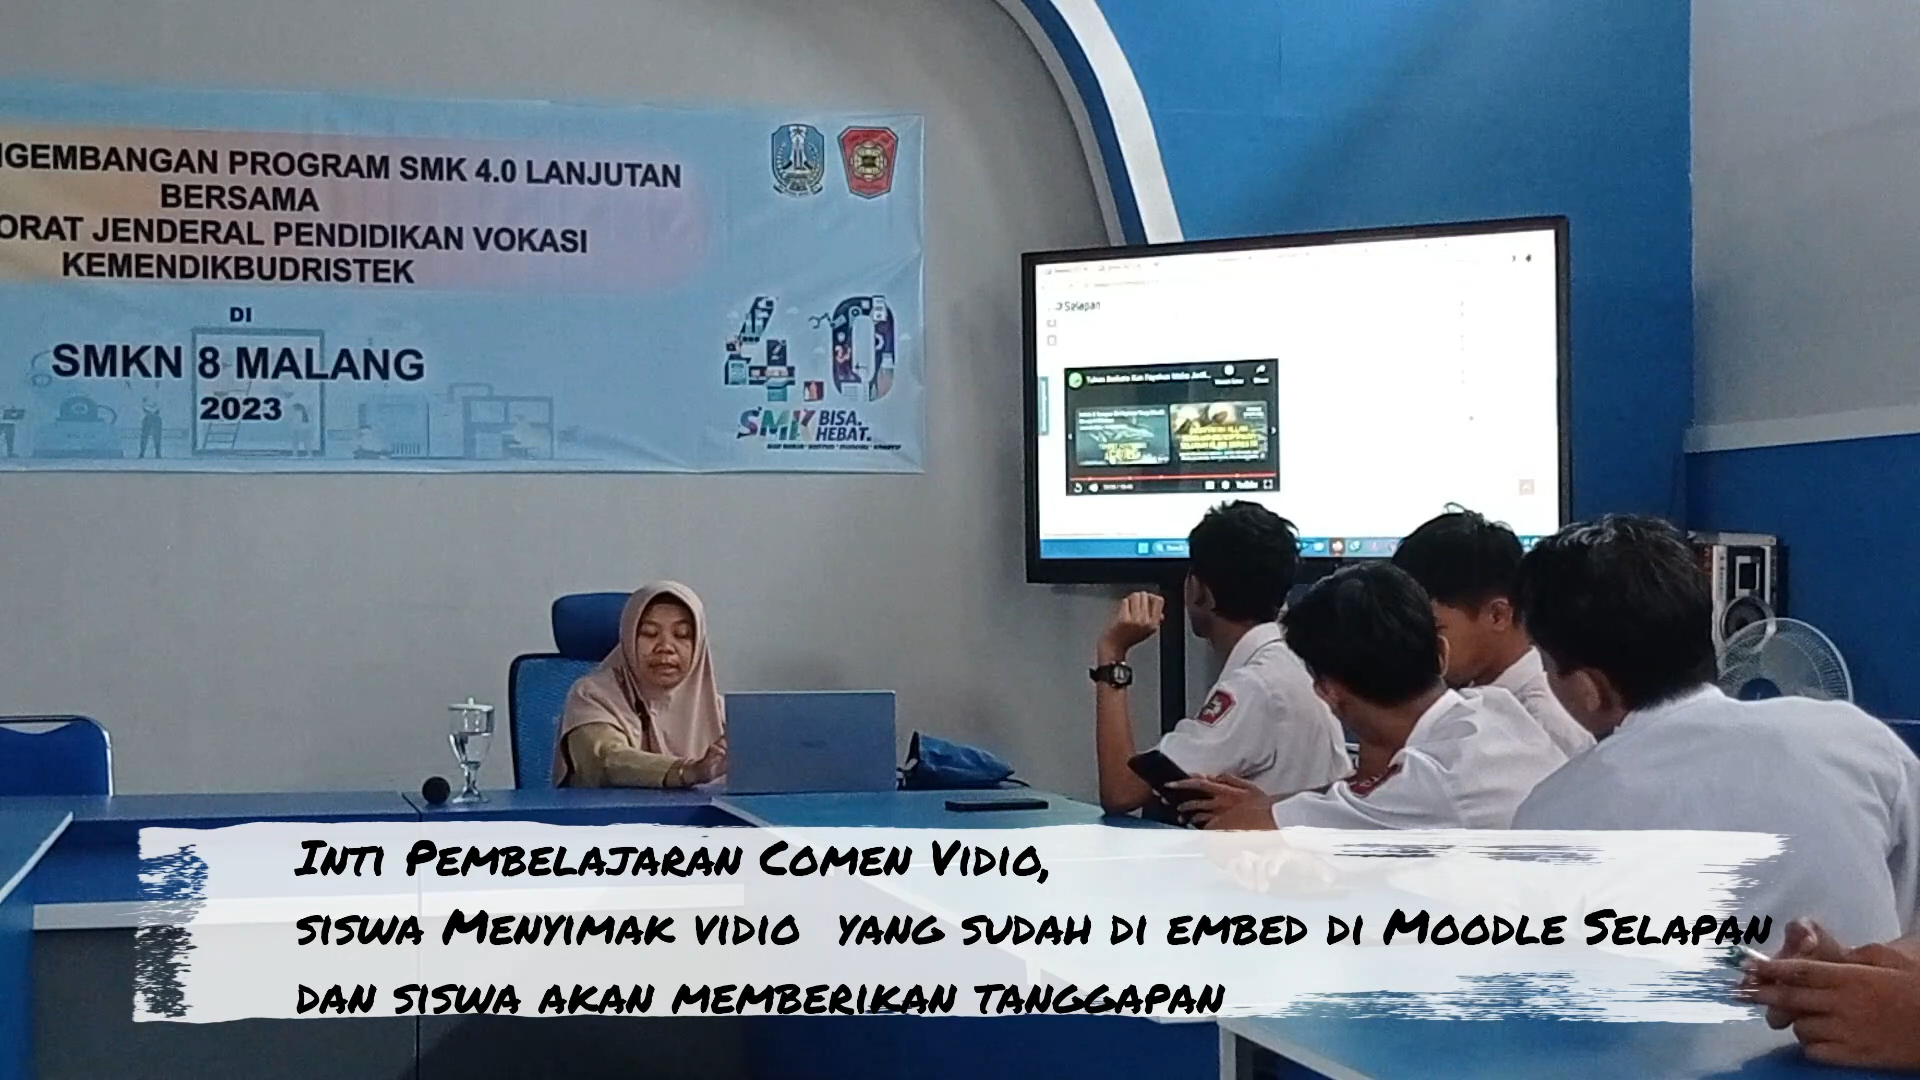 NGEMBANGAN PROGRAM SMK 4.0 LANJUTAN
BERSAMA
ORAT JENDERAL PENDIDIKAN VOKASI
KEMENDIKBUDRISTEK
DI
SMKN 8 MALANG
2023
4.0
SMK BISA.
HEBAT.
Selapan
YouTube
Inti Pembelajaran Comen Vidio,
siswa Menyimak vidio yang sudah di embed di Moodle Selapan
dan siswa akan memberikan tanggapan